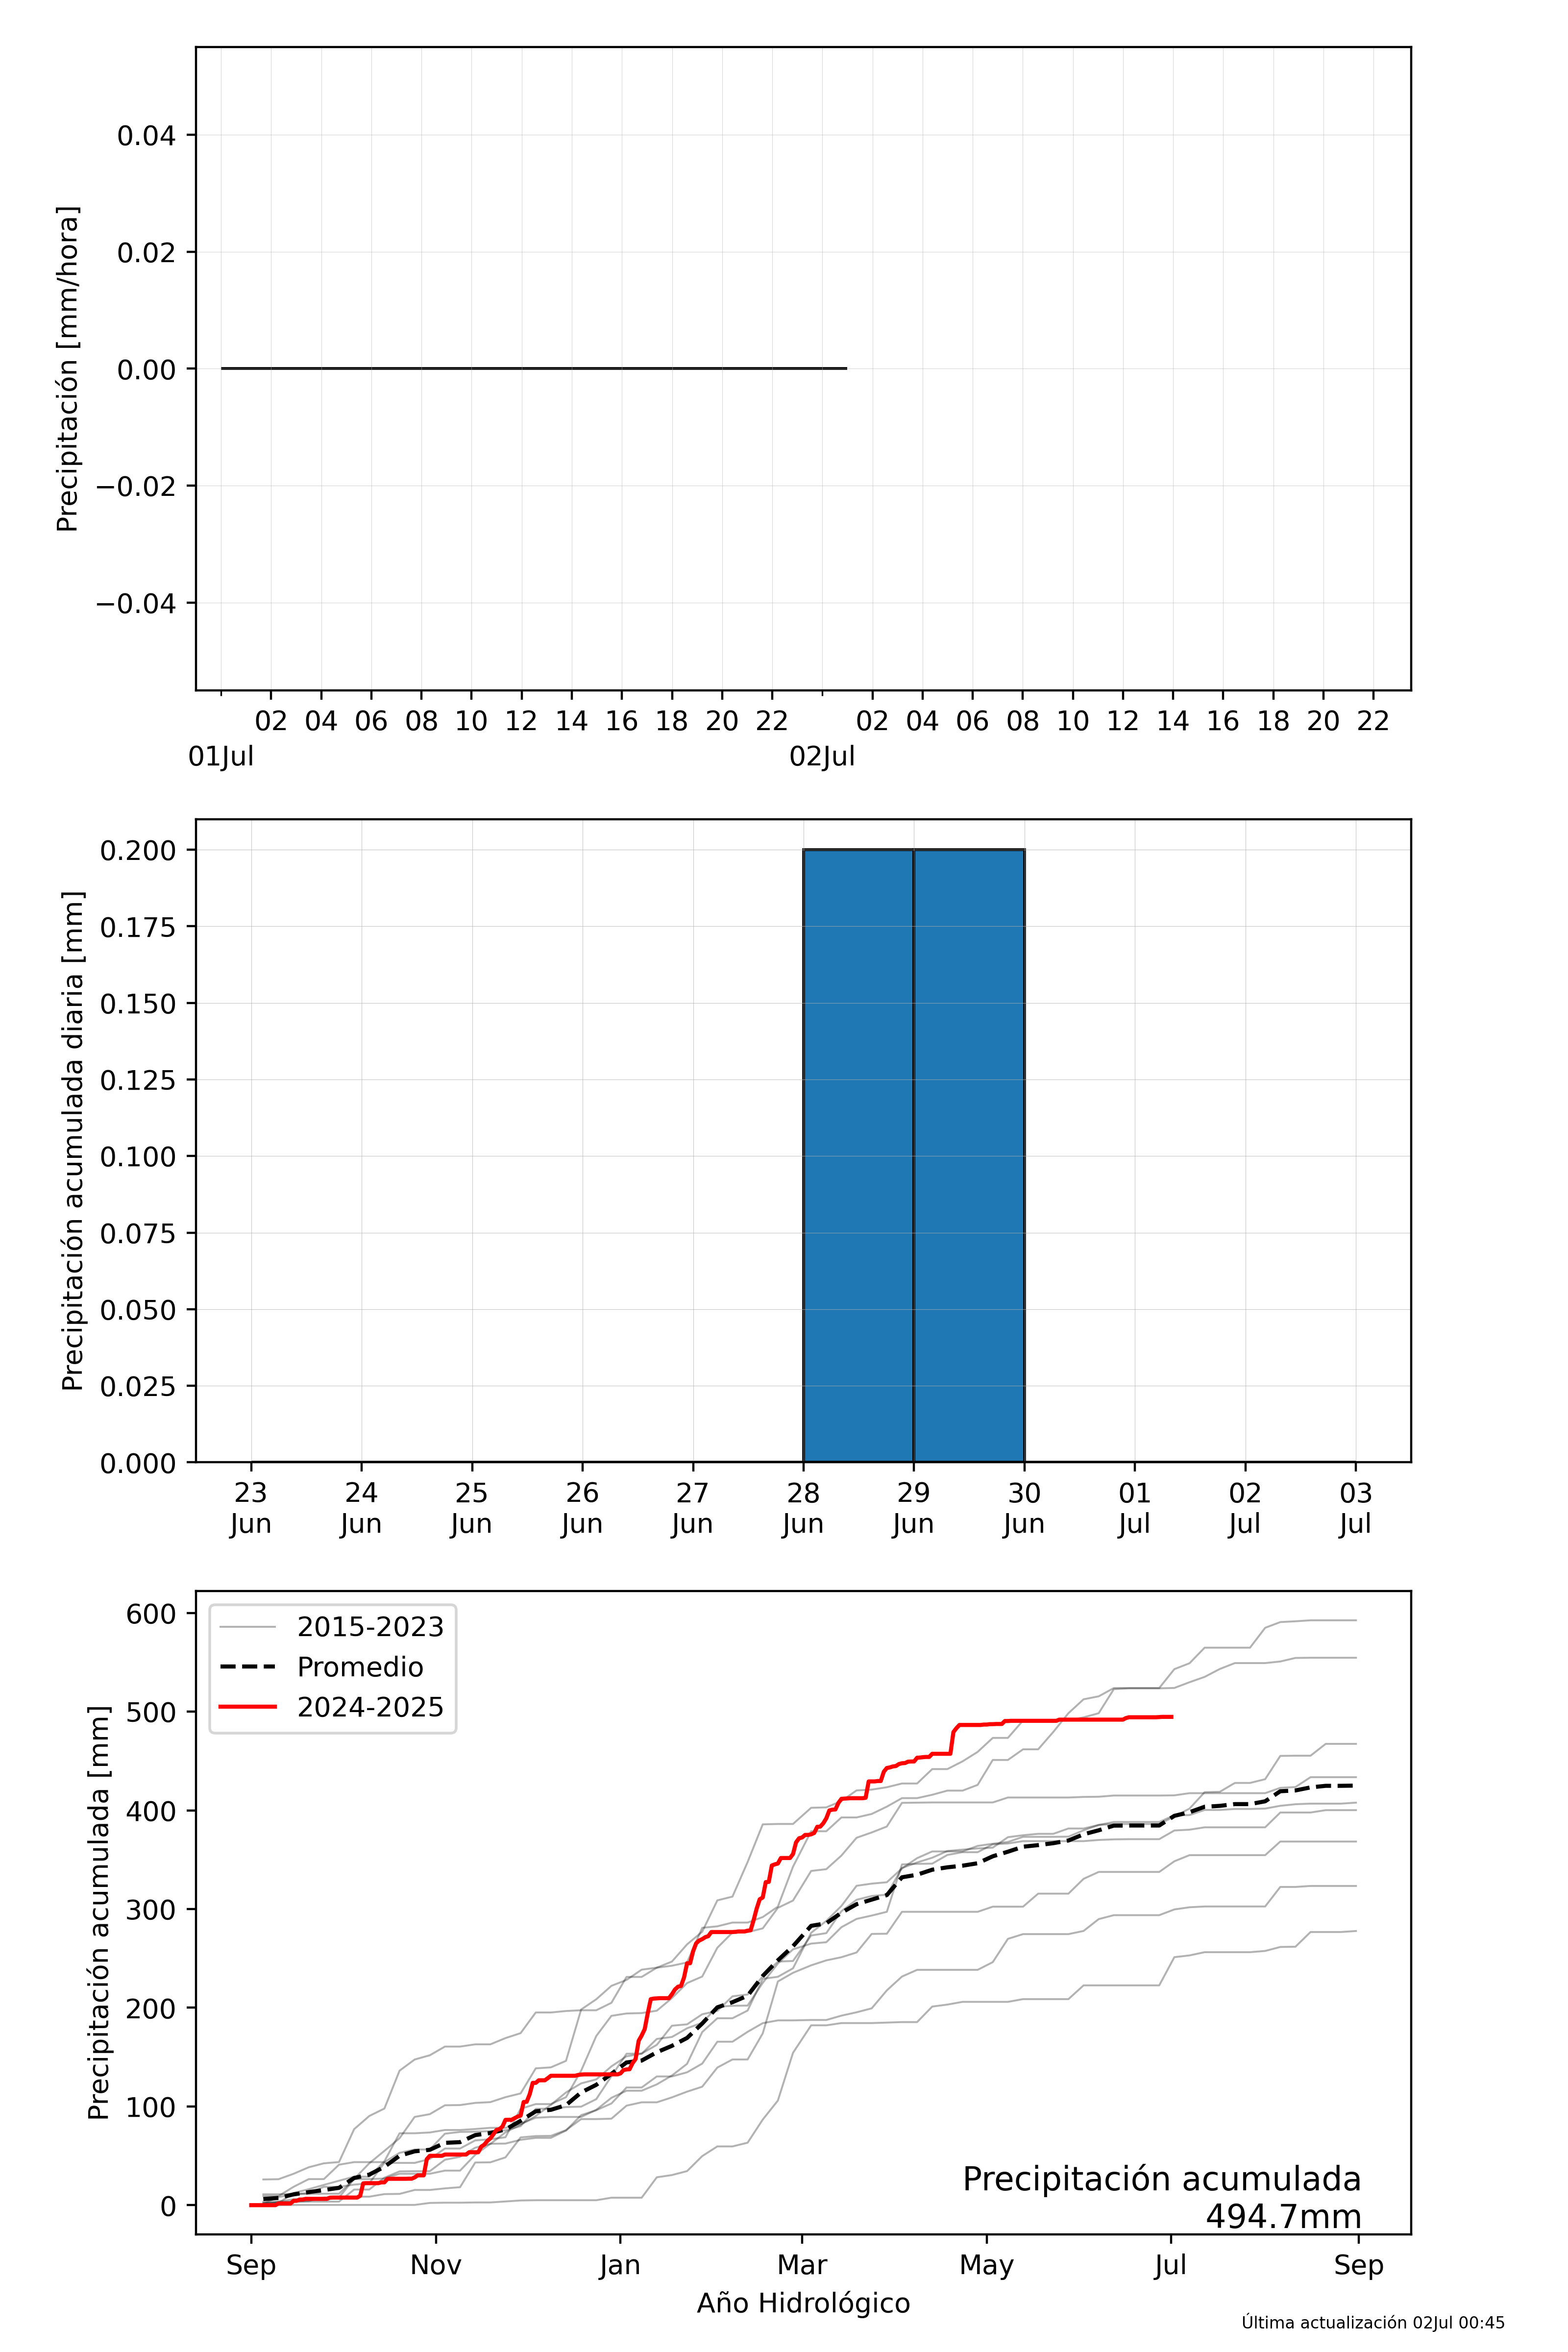 Precipitación [mm/hora]
0.04
0.02
0.00
−0.02
−0.04
02 04 06 08 10 12 14 16 18 20 22 02 04 06 08 10 12 14 16 18 20 22
01Jul 02Jul
Precipitación acumulada diaria [mm]
0.200
0.175
0.150
0.125
0.100
0.075
0.050
0.025
0.000
23 24 25 26 27 28 29 30 01 02 03
Jun Jun Jun Jun Jun Jun Jun Jun Jul Jul Jul
Precipitación acumulada [mm]
600
500
400
300
200
100
0
2015-2023
Promedio
2024-2025
Precipitación acumulada
494.7mm
Sep Nov Jan Mar May Jul Sep
Año Hidrológico
Última actualización 02Jul 00:45